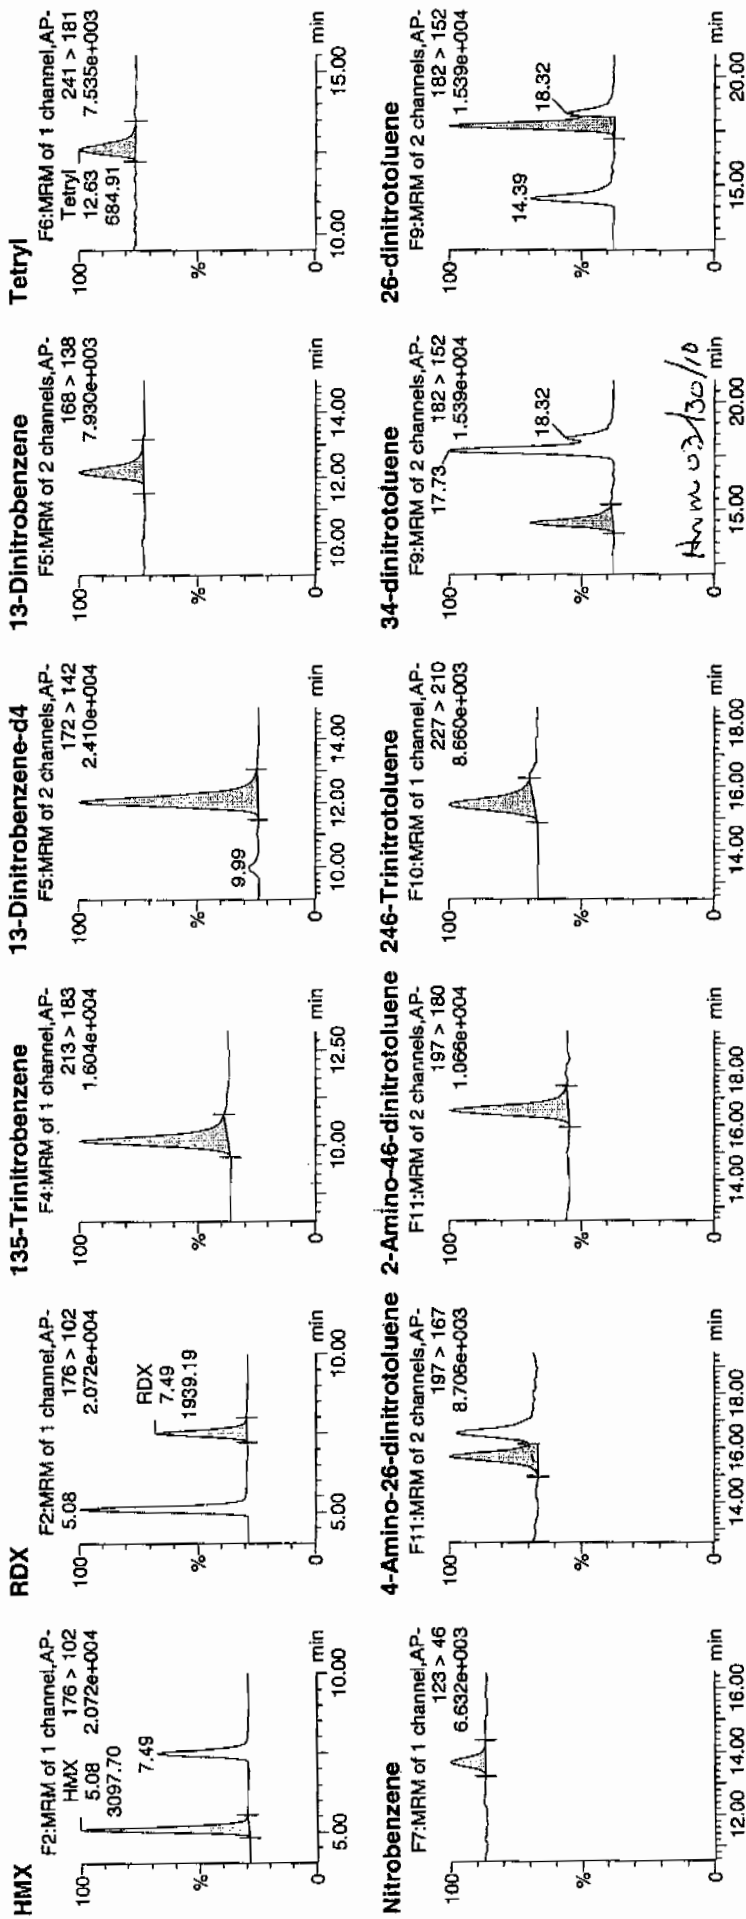 HMX
F2:MRM of 1 channel,AP-
HMX 176 > 102
5.08 2.072e+004
3097.70
7.49
100
%
0
5.00 10.00 min
RDX
F2:MRM of 1 channel,AP-
5.08 176 > 102
2.072e+004
RDX
7.49
1939.19
100
%
0
5.00 10.00 min
135-Trinitrobenzene
F4:MRM of 1 channel,AP-
213 > 183
1.604e+004
100
%
0
10.00 12.50 min
13-Dinitrobenzene-d4
F5:MRM of 2 channels,AP-
172 > 142
2.410e+004
9.99
100
%
0
10.00 12.00 14.00 min
13-Dinitrobenzene
F5:MRM of 2 channels,AP-
168 > 138
7.930e+003
100
%
0
10.00 12.00 14.00 min
Tetryl
F6:MRM of 1 channel,AP-
Tetryl 241 > 181
12.63 7.535e+003
684.91
100
%
0
10.00 15.00 min
Nitrobenzene
F7:MRM of 1 channel,AP-
123 > 46
6.632e+003
100
%
0
12.00 14.00 16.00 min
4-Amino-26-dinitrotoluene
F11:MRM of 2 channels,AP-
197 > 167
8.706e+003
100
%
0
14.00 16.00 18.00 min
2-Amino-46-dinitrotoluene
F11:MRM of 2 channels,AP-
197 > 180
1.066e+004
100
%
0
14.00 16.00 18.00 min
246-Trinitrotoluene
F10:MRM of 1 channel,AP-
227 > 210
8.660e+003
100
%
0
14.00 16.00 18.00 min
34-dinitrotoluene
F9:MRM of 2 channels,AP-
17.73 182 > 152
1.539e+004
18.32
100
%
0
15.00 20.00 min
03/30/10
26-dinitrotoluene
F9:MRM of 2 channels,AP-
182 > 152
1.539e+004
18.32
14.39
100
%
0
15.00 20.00 min